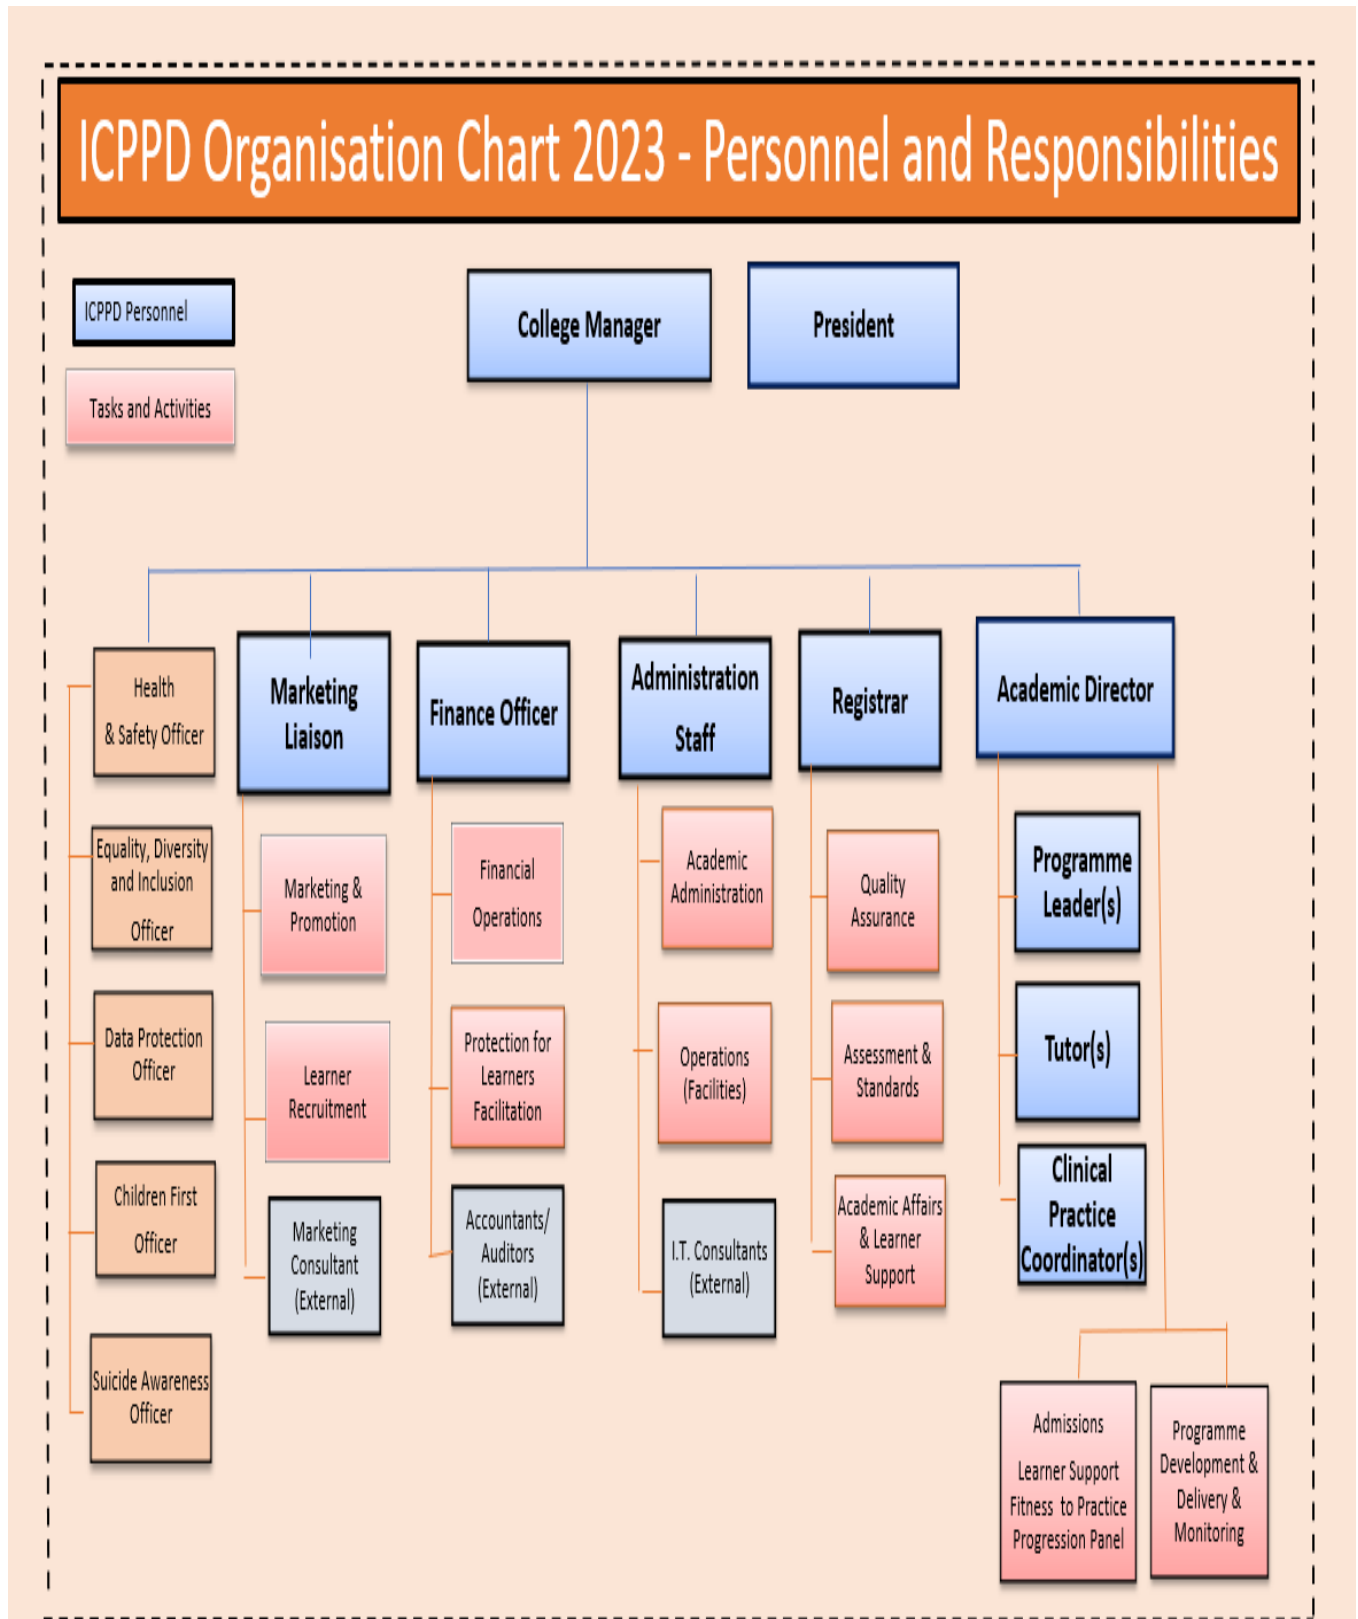 ICPPD Organisation Chart 2023 - Personnel and Responsibilities
ICPPD Personnel
Tasks and Activities
College Manager
President
Health
& Safety Officer
Equality, Diversity
and Inclusion
Officer
Data Protection
Officer
Children First
Officer
Suicide Awareness
Officer
Marketing
Liaison
Marketing &
Promotion
Learner
Recruitment
Marketing
Consultant
(External)
Finance Officer
Financial
Operations
Protection for
Learners
Facilitation
Accountants/
Auditors
(External)
Administration
Staff
Academic
Administration
Operations
(Facilities)
I.T. Consultants
(External)
Registrar
Quality
Assurance
Assessment &
Standards
Academic Affairs
& Learner
Support
Academic Director
Programme
Leader(s)
Tutor(s)
Clinical
Practice
Coordinator(s)
Admissions
Learner Support
Fitness to Practice
Progression Panel
Programme
Development &
Delivery &
Monitoring